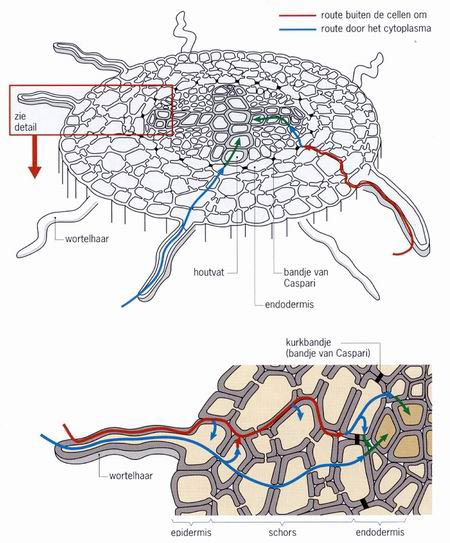 route buiten de cellen om
route door het cytoplasma
zie
detail
wortelhaar
houtvat
bandje van
Caspari
endodermis
kurkbandje
(bandje van Caspari)
wortelhaar
epidermis
schors
endodermis